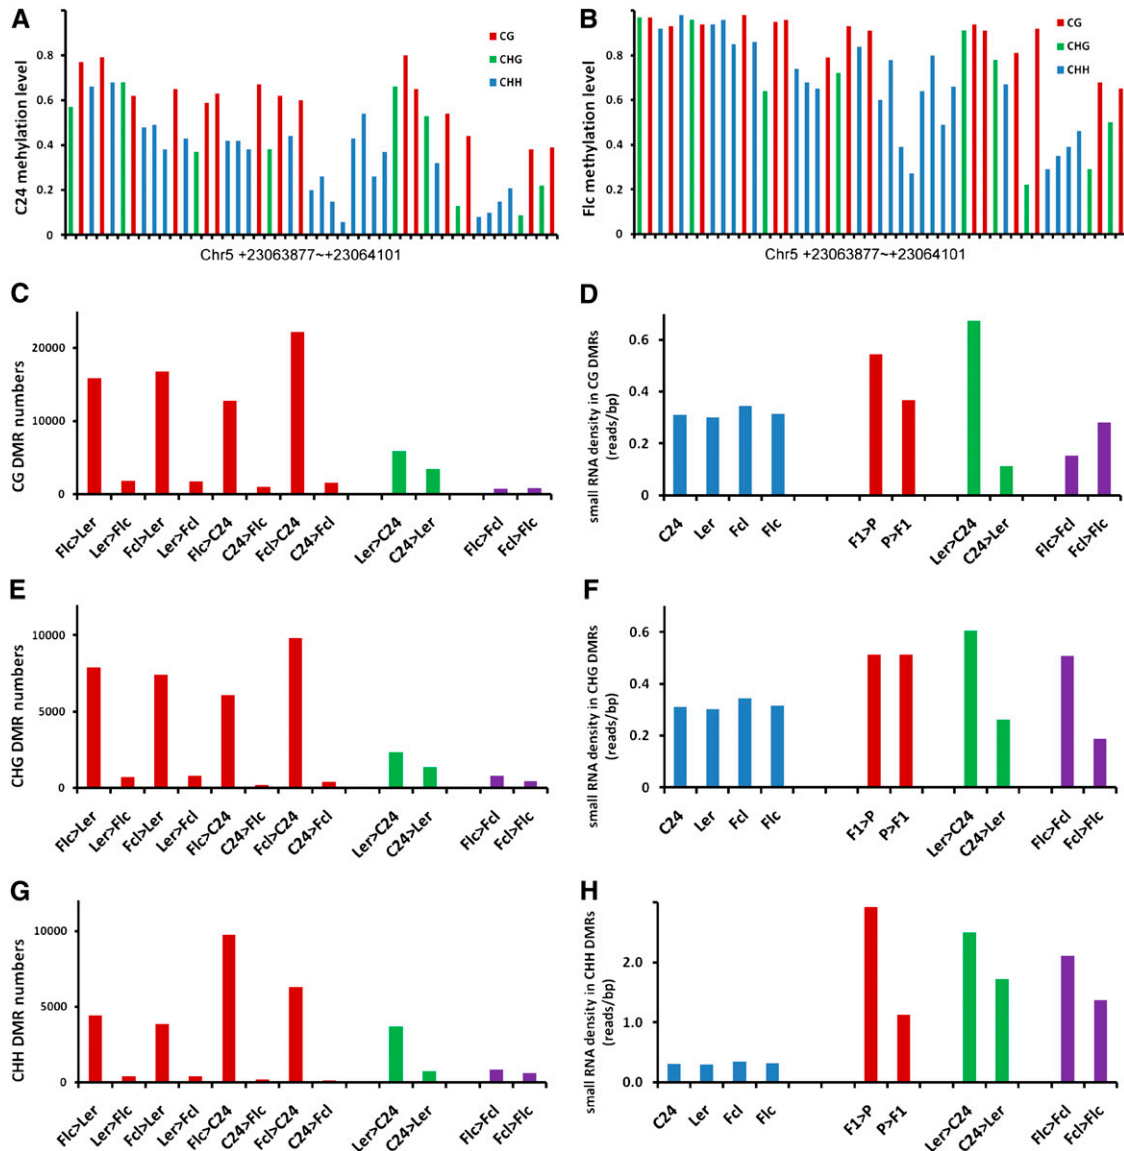 A
C24 mehylation level
0.8
0.6
0.4
0.2
0
CG
CHG
CHH
Chr5 +23063877~+23064101
B
Flc methylation level
0.8
0.6
0.4
0.2
0
CG
CHG
CHH
Chr5 +23063877~+23064101
C
CG DMR numbers
20000
10000
0
Flc>Ler
Ler>Flc
Fcl>Ler
Ler>Fcl
Flc>C24
C24>Flc
Fcl>C24
C24>Fcl
Ler>C24
C24>Ler
Flc>Fcl
Fcl>Flc
D
small RNA density in CG DMRs
(reads/bp)
0.6
0.4
0.2
0
C24
Ler
Fcl
Flc
F1>P
P>F1
Ler>C24
C24>Ler
Flc>Fcl
Fcl>Flc
E
CHG DMR numbers
10000
5000
0
Flc>Ler
Ler>Flc
Fcl>Ler
Ler>Fcl
Flc>C24
C24>Flc
Fcl>C24
C24>Fcl
Ler>C24
C24>Ler
Flc>Fcl
Fcl>Flc
F
small RNA density in CHG DMRs
(reads/bp)
0.6
0.4
0.2
0
C24
Ler
Fcl
Flc
F1>P
P>F1
Ler>C24
C24>Ler
Flc>Fcl
Fcl>Flc
G
CHH DMR numbers
10000
5000
0
Flc>Ler
Ler>Flc
Fcl>Ler
Ler>Fcl
Flc>C24
C24>Flc
Fcl>C24
C24>Fcl
Ler>C24
C24>Ler
Flc>Fcl
Fcl>Flc
H
small RNA density in CHH DMRs
(reads/bp)
2.0
1.0
0.0
C24
Ler
Fcl
Flc
F1>P
P>F1
Ler>C24
C24>Ler
Flc>Fcl
Fcl>Flc